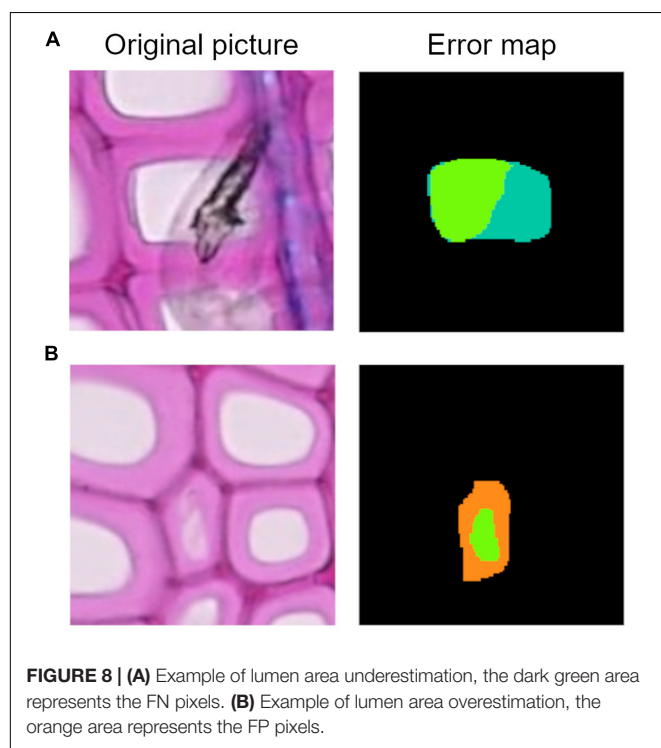 A
Original picture
Error map
B
FIGURE 8 | (A) Example of lumen area underestimation, the dark green area
represents the FN pixels. (B) Example of lumen area overestimation, the
orange area represents the FP pixels.